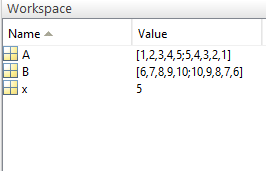 Workspace
Name Value
A [1,2,3,4,5;5,4,3,2,1]
B [6,7,8,9,10;10,9,8,7,6]
x 5